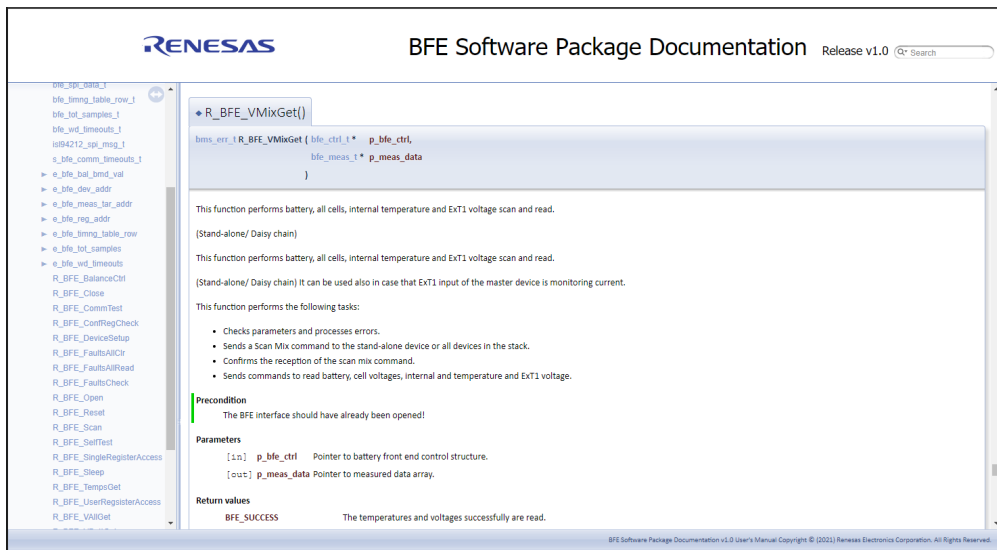 RENESAS
BFE Software Package Documentation Release v1.0
Search
bfe_spi_data_t
bfe_timng_table_row_t
bfe_tot_samples_t
bfe_wd_timeouts_t
isl94212_spi_msg_t
s_bfe_comm_timeouts_t
e_bfe_bal_bmd_val
e_bfe_dev_addr
e_bfe_meas_tar_addr
e_bfe_reg_addr
e_bfe_timng_table_row
e_bfe_tot_samples
e_bfe_wd_timeouts
R_BFE_BalanceCtrl
R_BFE_Close
R_BFE_CommTest
R_BFE_ConfRegCheck
R_BFE_DeviceSetup
R_BFE_FaultsAllClr
R_BFE_FaultsAllRead
R_BFE_FaultsCheck
R_BFE_Open
R_BFE_Reset
R_BFE_Scan
R_BFE_SelfTest
R_BFE_SingleRegisterAccess
R_BFE_Sleep
R_BFE_TempsGet
R_BFE_UserRegsisterAccess
R_BFE_VAllGet
◆ R_BFE_VMixGet()
bms_err_t R_BFE_VMixGet ( bfe_ctrl_t * p_bfe_ctrl,
bfe_meas_t * p_meas_data
)
This function performs battery, all cells, internal temperature and ExT1 voltage scan and read.
(Stand-alone/ Daisy chain)
This function performs battery, all cells, internal temperature and ExT1 voltage scan and read.
(Stand-alone/ Daisy chain) It can be used also in case that ExT1 input of the master device is monitoring current.
This function performs the following tasks:
• Checks parameters and processes errors.
• Sends a Scan Mix command to the stand-alone device or all devices in the stack.
• Confirms the reception of the scan mix command.
• Sends commands to read battery, cell voltages, internal and temperature and ExT1 voltage.
Precondition
The BFE interface should have already been opened!
Parameters
[in] p_bfe_ctrl Pointer to battery front end control structure.
[out] p_meas_data Pointer to measured data array.
Return values
BFE_SUCCESS The temperatures and voltages successfully are read.
BFE Software Package Documentation v1.0 User's Manual Copyright © (2021) Renesas Electronics Corporation. All Rights Reserved.